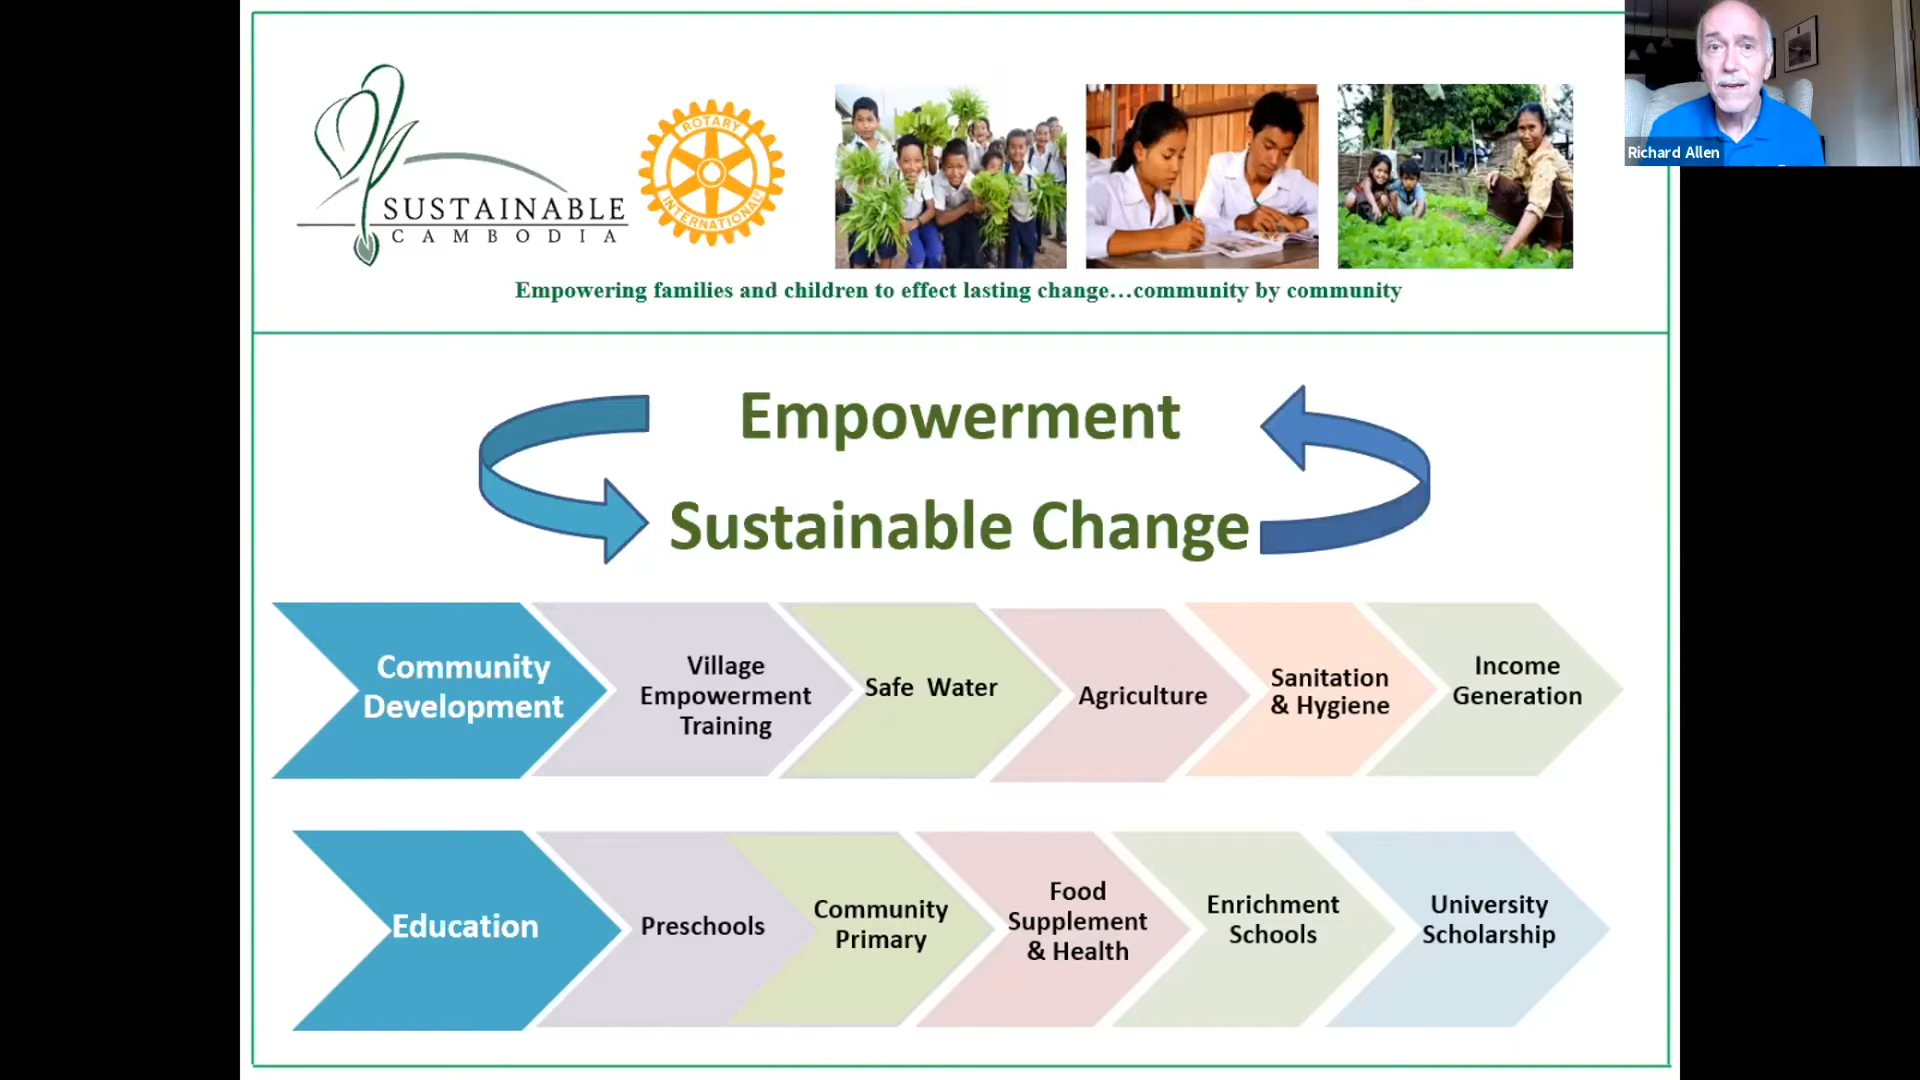 SUSTAINABLE
CAMBODIA
ROTARY
INTERNATIONAL
Richard Allen
Empowering families and children to effect lasting change...community by community
Empowerment
Sustainable Change
Community
Development
Village
Empowerment
Training
Safe Water
Agriculture
Sanitation
& Hygiene
Income
Generation
Education
Preschools
Community
Primary
Food
Supplement
& Health
Enrichment
Schools
University
Scholarship